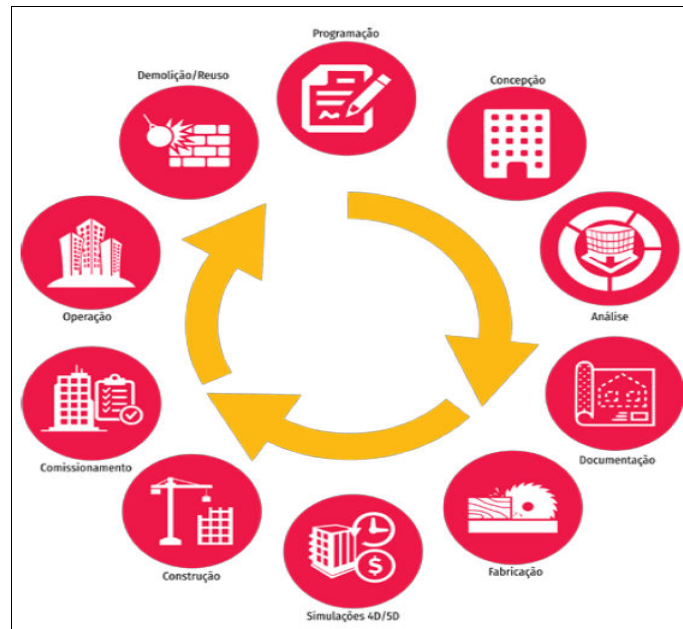 Programação
Concepção
Análise
Documentação
Fabricação
Simulações 4D/5D
Construção
Comissionamento
Operação
Demolição/Reuso
$